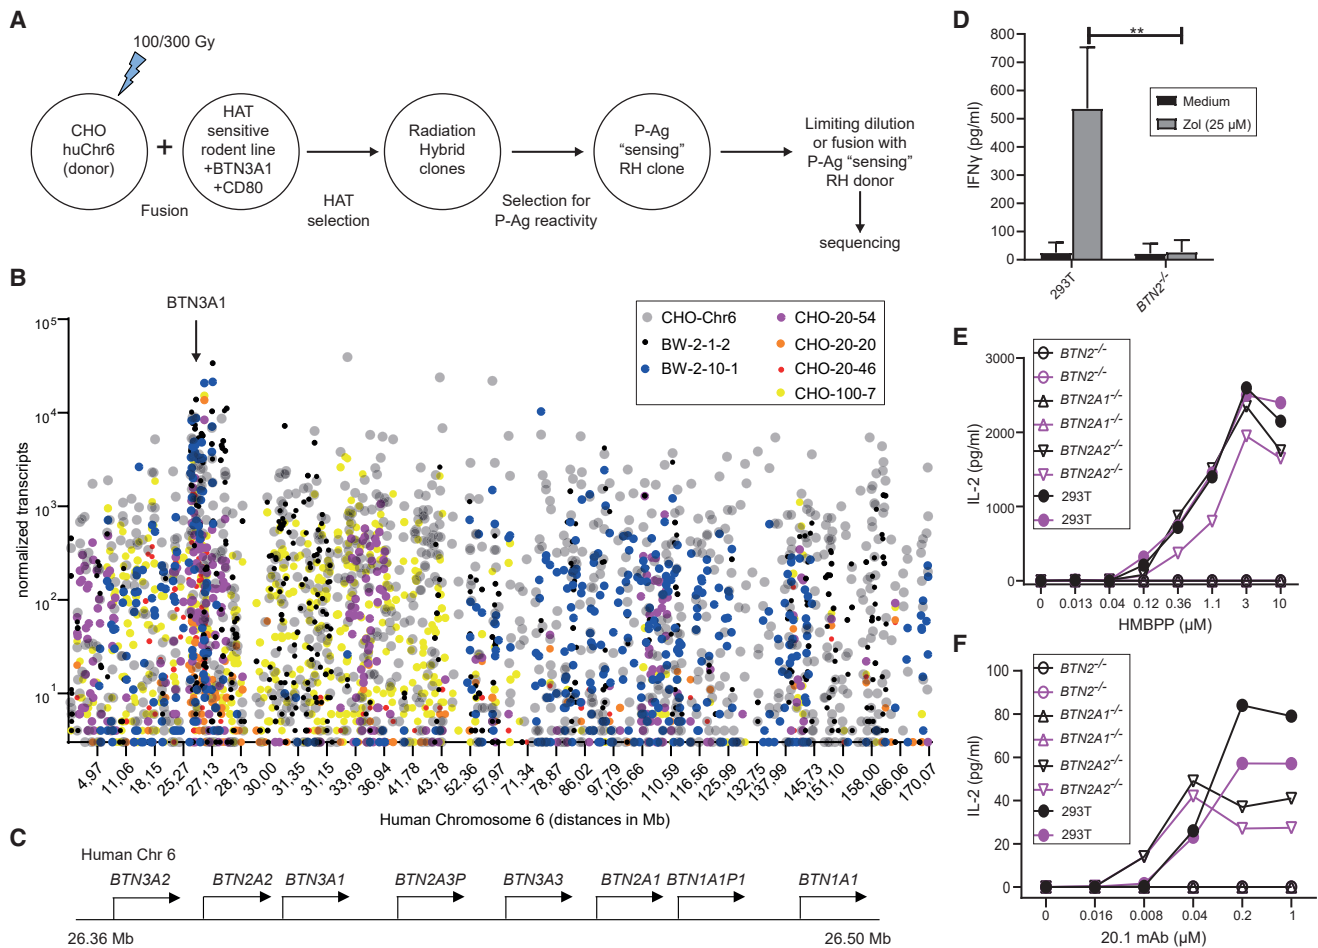 A
100/300 Gy
CHO
huChr6
(donor)
+
HAT
sensitive
rodent line
+BTN3A1
+CD80
Fusion
HAT
selection
Radiation
Hybrid
clones
Selection for
P-Ag reactivity
P-Ag
“sensing”
RH clone
Limiting dilution
or fusion with
P-Ag “sensing”
RH donor
sequencing
B
BTN3A1
CHO-Chr6
BW-2-1-2
BW-2-10-1
CHO-20-54
CHO-20-20
CHO-20-46
CHO-100-7
normalized transcripts
10^5
10^4
10^3
10^2
10^1
4,97
11,06
18,15
25,27
27,13
28,73
30,00
31,35
31,15
33,69
36,94
41,78
43,78
52,36
57,97
71,34
78,87
86,02
97,79
105,66
110,59
116,56
125,99
132,75
137,99
145,73
151,10
158,00
166,06
170,07
Human Chromosome 6 (distances in Mb)
C
Human Chr 6
BTN3A2
BTN2A2
BTN3A1
BTN2A3P
BTN3A3
BTN2A1
BTN1A1P1
BTN1A1
26.36 Mb
26.50 Mb
D
IFNγ (pg/ml)
800
700
600
500
400
300
200
100
0
**
Medium
Zol (25 µM)
293T
BTN2-/-
E
IL-2 (pg/ml)
3000
2000
1000
0
BTN2-/-
BTN2-/-
BTN2A1-/-
BTN2A1-/-
BTN2A2-/-
BTN2A2-/-
293T
293T
0 0.013 0.04 0.12 0.36 1.1 3 10
HMBPP (µM)
F
IL-2 (pg/ml)
100
80
60
40
20
0
BTN2-/-
BTN2-/-
BTN2A1-/-
BTN2A1-/-
BTN2A2-/-
BTN2A2-/-
293T
293T
0 0.016 0.008 0.04 0.2 1
20.1 mAb (µM)